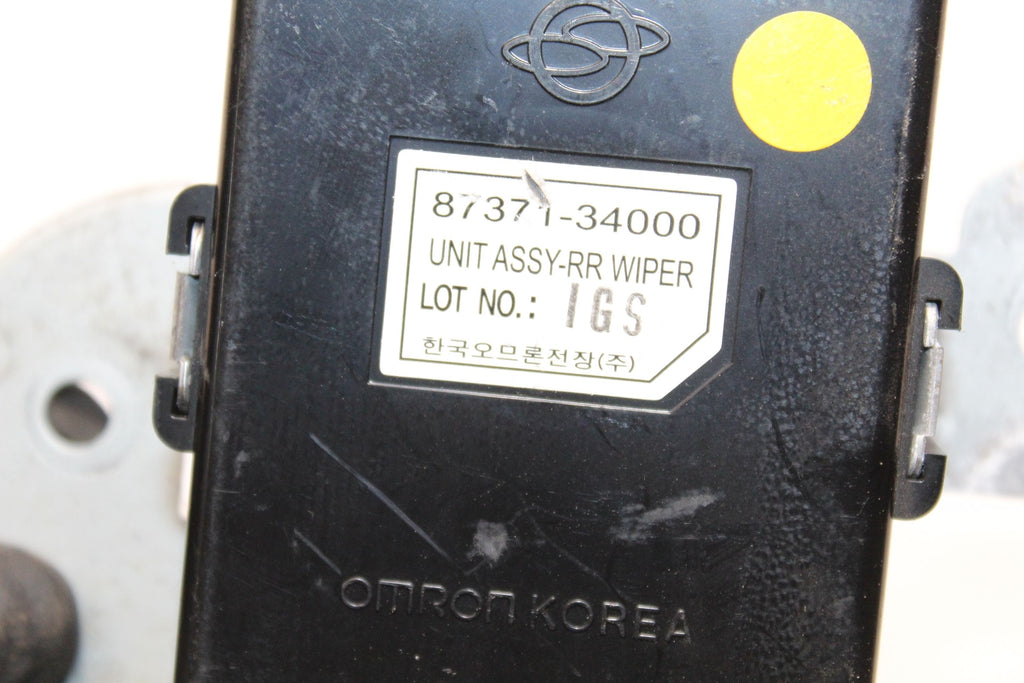 87371-34000
UNIT ASSY-RR WIPER
LOT NO.: IGS
한국오므론전장(주)
OMRON KOREA